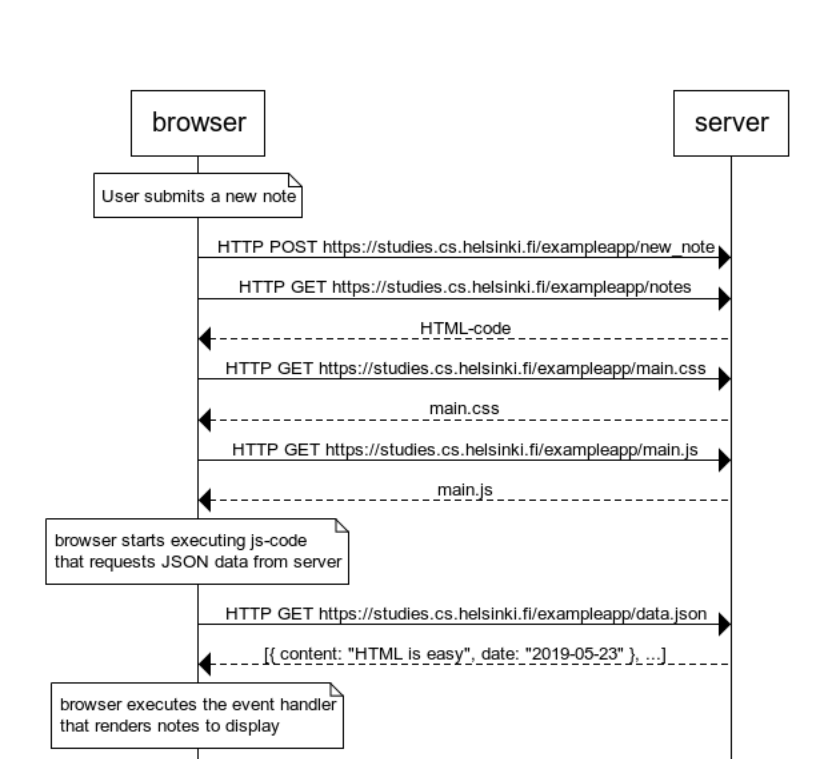 browser
server
User submits a new note
HTTP POST https://studies.cs.helsinki.fi/exampleapp/new_note
HTTP GET https://studies.cs.helsinki.fi/exampleapp/notes
HTML-code
HTTP GET https://studies.cs.helsinki.fi/exampleapp/main.css
main.css
HTTP GET https://studies.cs.helsinki.fi/exampleapp/main.js
main.js
browser starts executing js-code
that requests JSON data from server
HTTP GET https://studies.cs.helsinki.fi/exampleapp/data.json
[{ content: "HTML is easy", date: "2019-05-23" }, ...]
browser executes the event handler
that renders notes to display